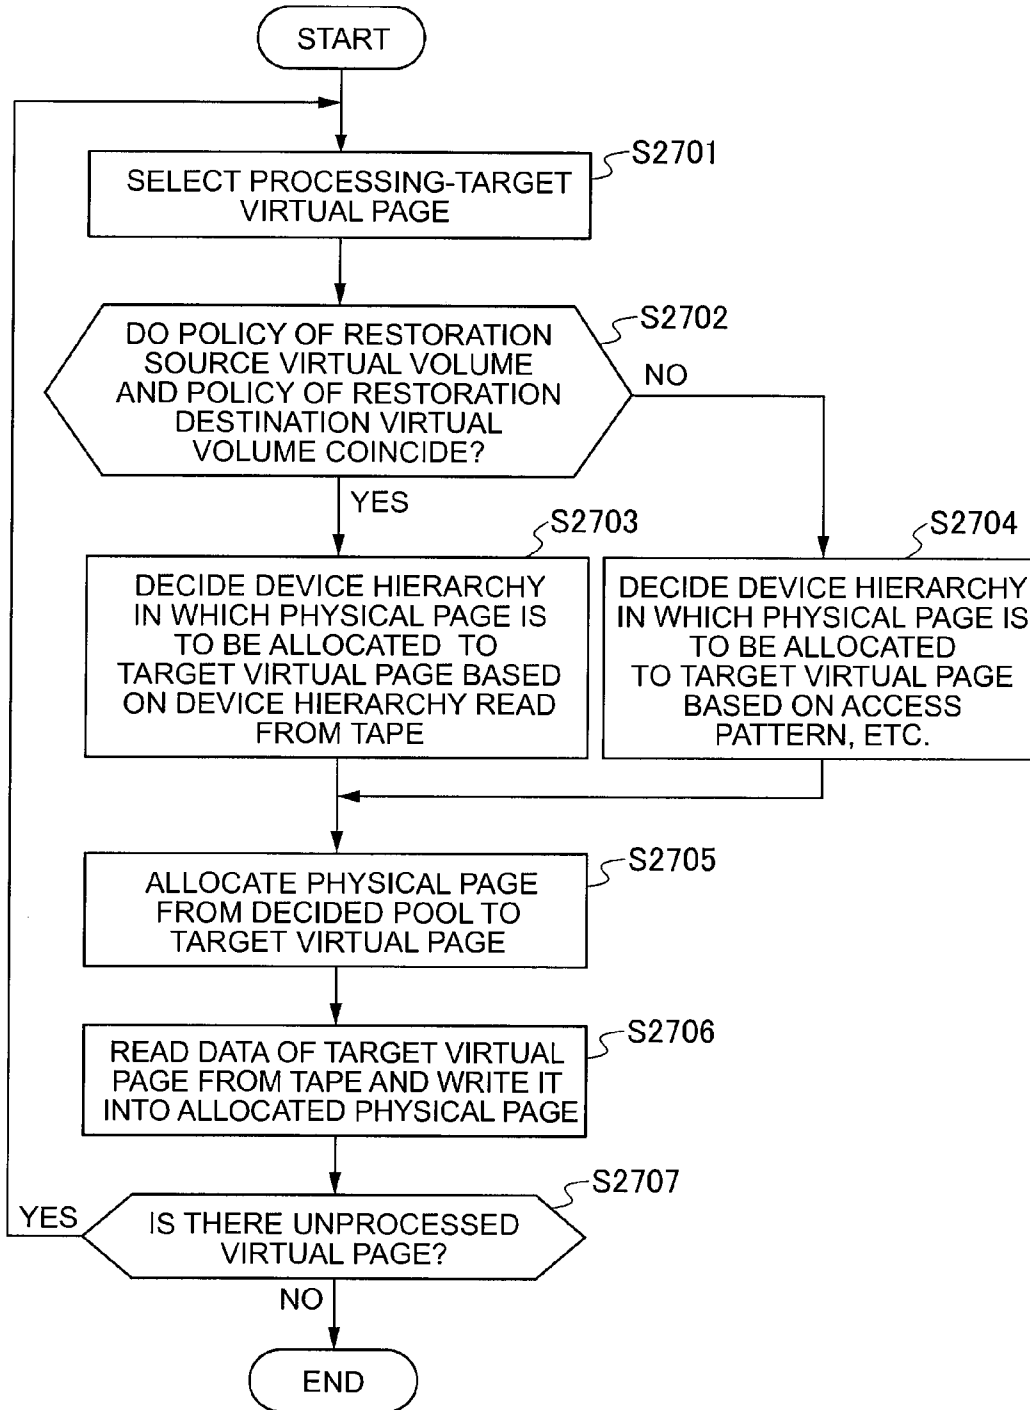 START
S2701
SELECT PROCESSING-TARGET
VIRTUAL PAGE
S2702
DO POLICY OF RESTORATION
SOURCE VIRTUAL VOLUME
AND POLICY OF RESTORATION
DESTINATION VIRTUAL
VOLUME COINCIDE?
NO
YES
S2703
DECIDE DEVICE HIERARCHY
IN WHICH PHYSICAL PAGE IS
TO BE ALLOCATED TO
TARGET VIRTUAL PAGE BASED
ON DEVICE HIERARCHY READ
FROM TAPE
S2704
DECIDE DEVICE HIERARCHY
IN WHICH PHYSICAL PAGE IS
TO BE ALLOCATED
TO TARGET VIRTUAL PAGE
BASED ON ACCESS
PATTERN, ETC.
S2705
ALLOCATE PHYSICAL PAGE
FROM DECIDED POOL TO
TARGET VIRTUAL PAGE
S2706
READ DATA OF TARGET VIRTUAL
PAGE FROM TAPE AND WRITE IT
INTO ALLOCATED PHYSICAL PAGE
S2707
YES
IS THERE UNPROCESSED
VIRTUAL PAGE?
NO
END